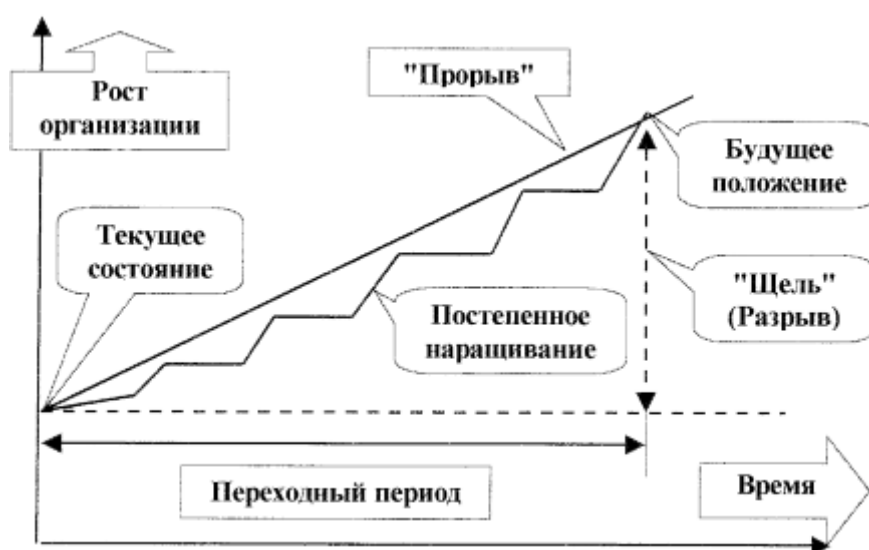 Рост
организации
"Прорыв"
Будущее
положение
Текущее
состояние
"Щель"
(Разрыв)
Постепенное
наращивание
Переходный период
Время